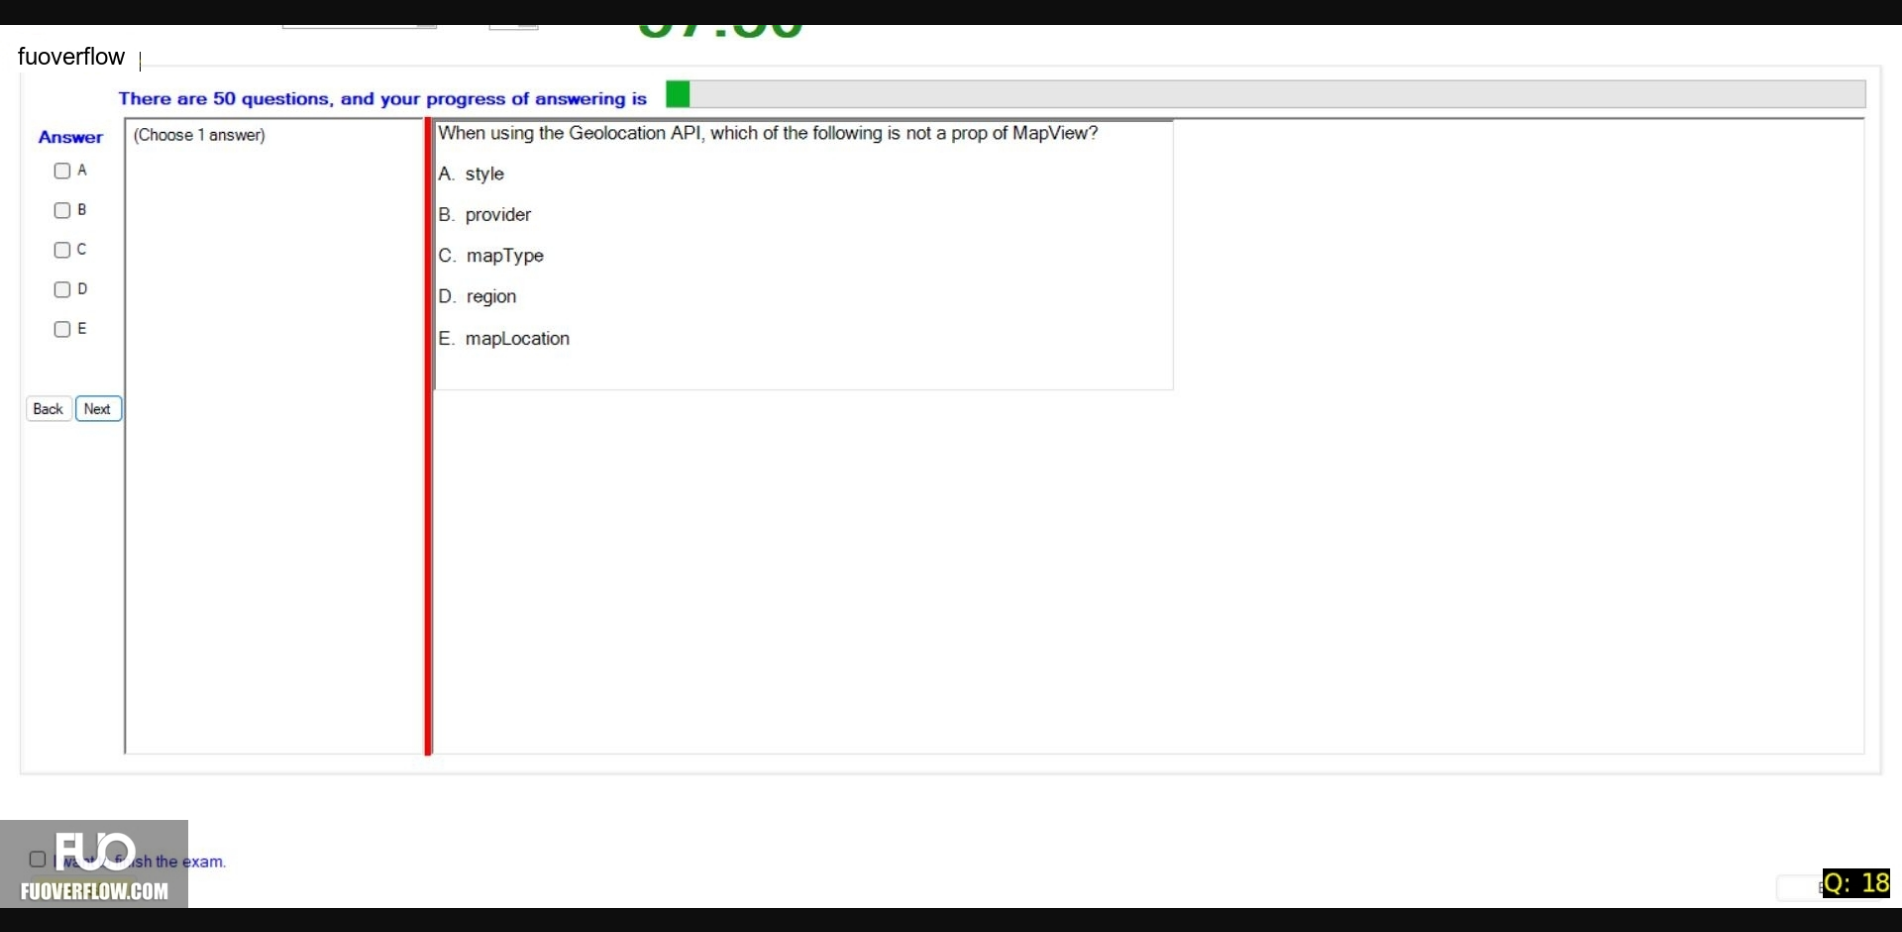 fuoverflow
There are 50 questions, and your progress of answering is
Answer
(Choose 1 answer)
When using the Geolocation API, which of the following is not a prop of MapView?
A
A. style
B
B. provider
C
C. mapType
D
D. region
E
E. mapLocation
Back Next
FUO
sh the exam.
FUOVERFLOW.COM
Q: 18